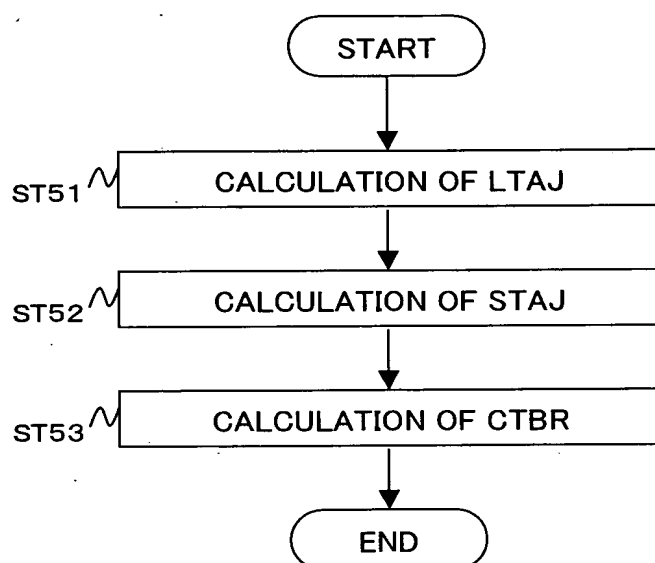 START
ST51 CALCULATION OF LTAJ
ST52 CALCULATION OF STAJ
ST53 CALCULATION OF CTBR
END